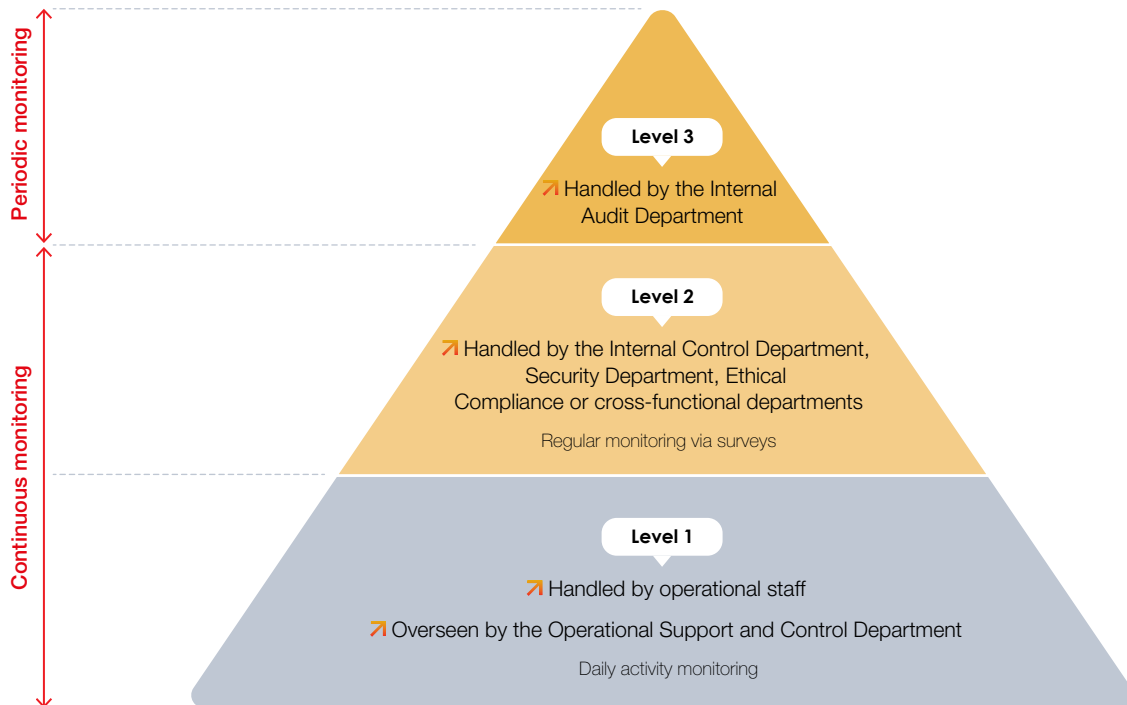 Periodic monitoring
Level 3
Handled by the Internal
Audit Department
Continuous monitoring
Level 2
Handled by the Internal Control Department,
Security Department, Ethical
Compliance or cross-functional departments
Regular monitoring via surveys
Level 1
Handled by operational staff
Overseen by the Operational Support and Control Department
Daily activity monitoring